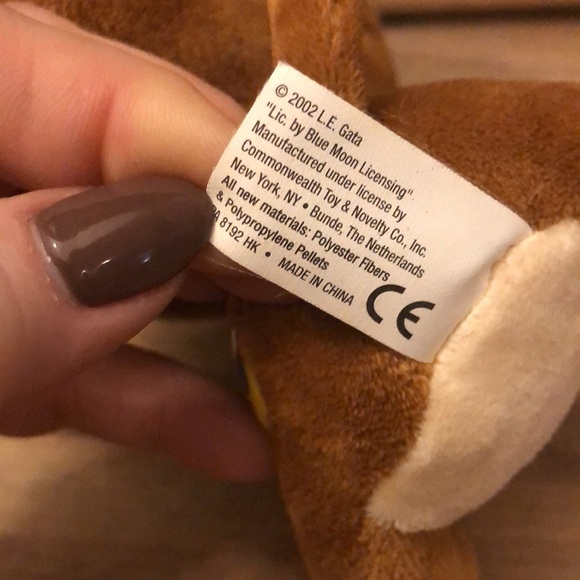 © 2002 L.E. Gata
"Lic. by Blue Moon Licensing".
Manufactured under license by
Commonwealth Toy & Novelty Co., Inc.
New York, NY • Bunde, The Netherlands
All new materials: Polyester Fibers
& Polypropylene Pellets
8192 HK • MADE IN CHINA
CE